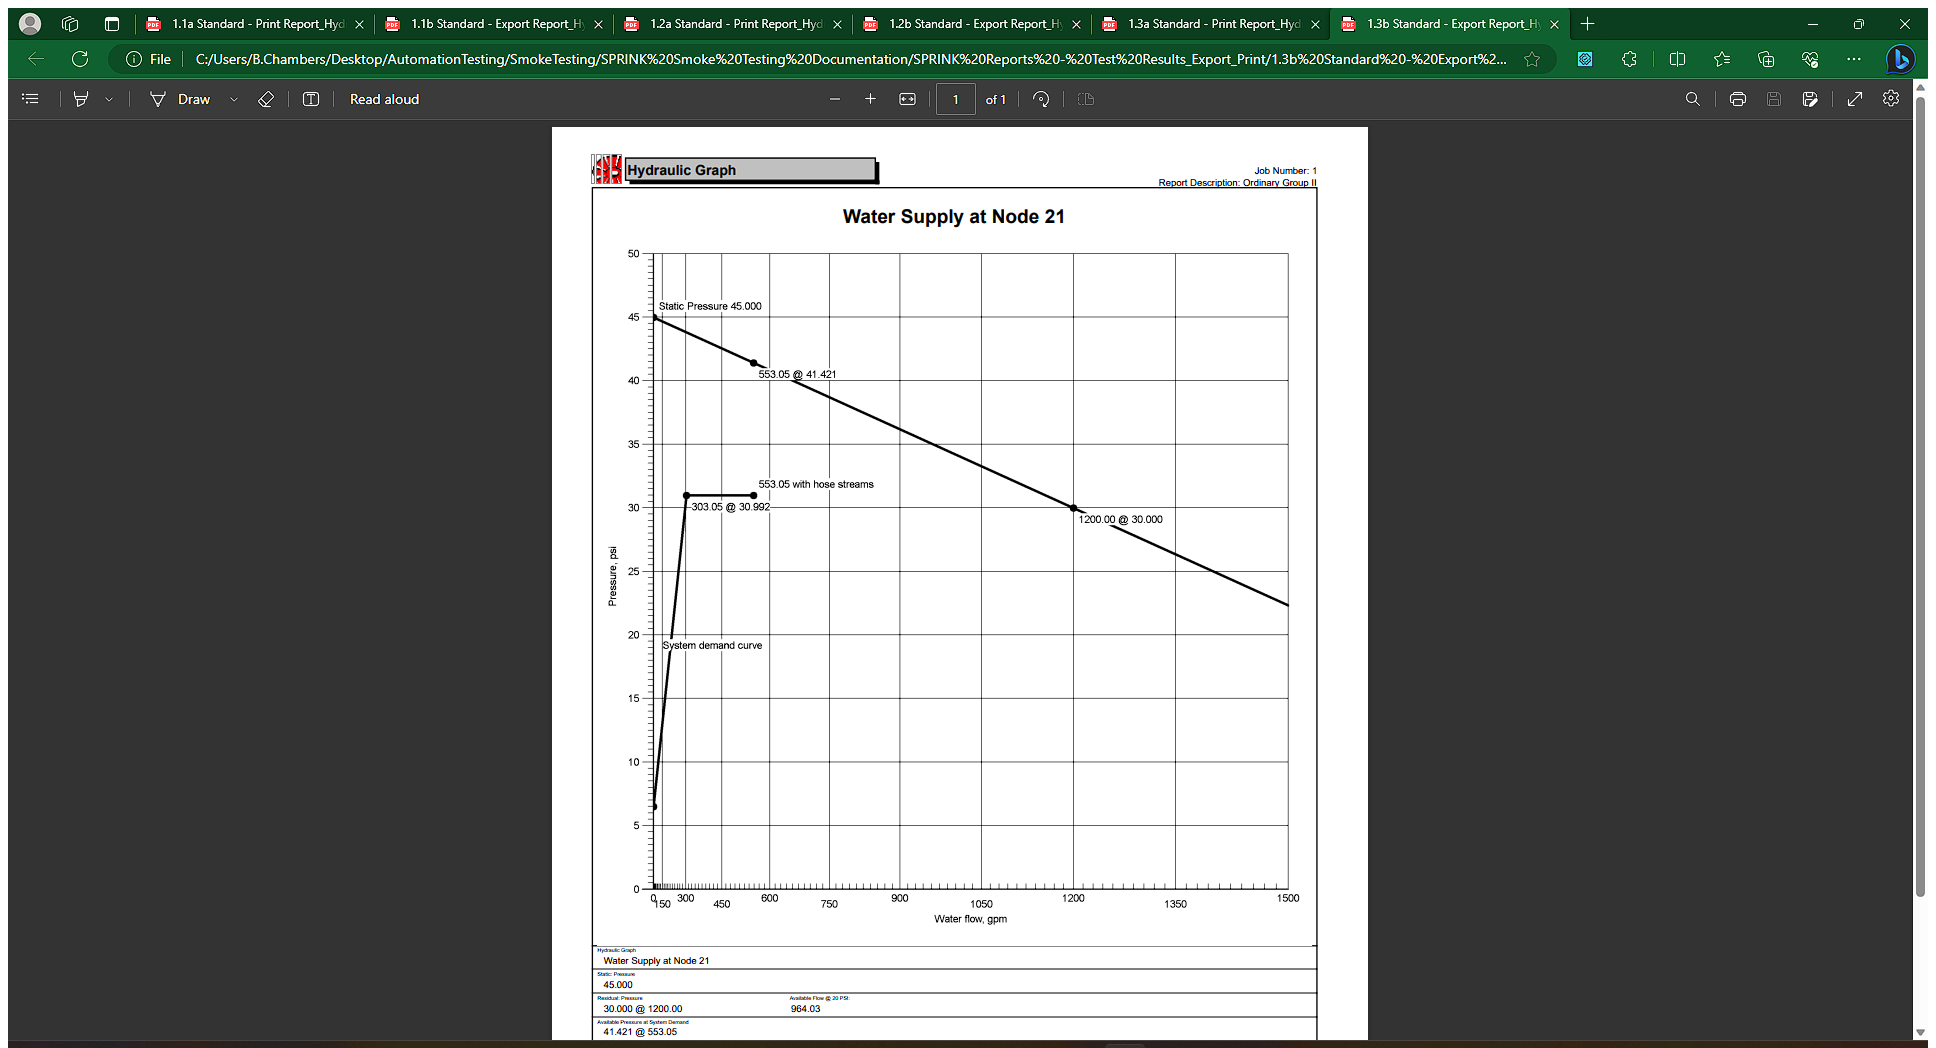 1.1a Standard - Print Report_Hyd
1.1b Standard - Export Report_H
1.2a Standard - Print Report_Hyd
1.2b Standard - Export Report_H
1.3a Standard - Print Report_Hyd
1.3b Standard - Export Report_H
File
C:/Users/B.Chambers/Desktop/AutomationTesting/SmokeTesting/SPRINK%20Smoke%20Testing%20Documentation/SPRINK%20Reports%20-%20Test%20Results_Export_Print/1.3b%20Standard%20-%20Export%2...
Draw
Read aloud
1 of 1
Hydraulic Graph
Job Number: 1
Report Description: Ordinary Group II
Water Supply at Node 21
50
Static Pressure 45.000
45
553.05 @ 41.421
40
35
553.05 with hose streams
303.05 @ 30.992
30
1200.00 @ 30.000
Pressure, psi
25
20
System demand curve
15
10
5
0
0 150 300 450 600 750 900 1050 1200 1350 1500
Water flow, gpm
Hydraulic Graph
Water Supply at Node 21
Static: Pressure
45.000
Residual: Pressure
Available Flow @ 20 PSI:
30.000 @ 1200.00
964.03
Available Pressure at System Demand
41.421 @ 553.05